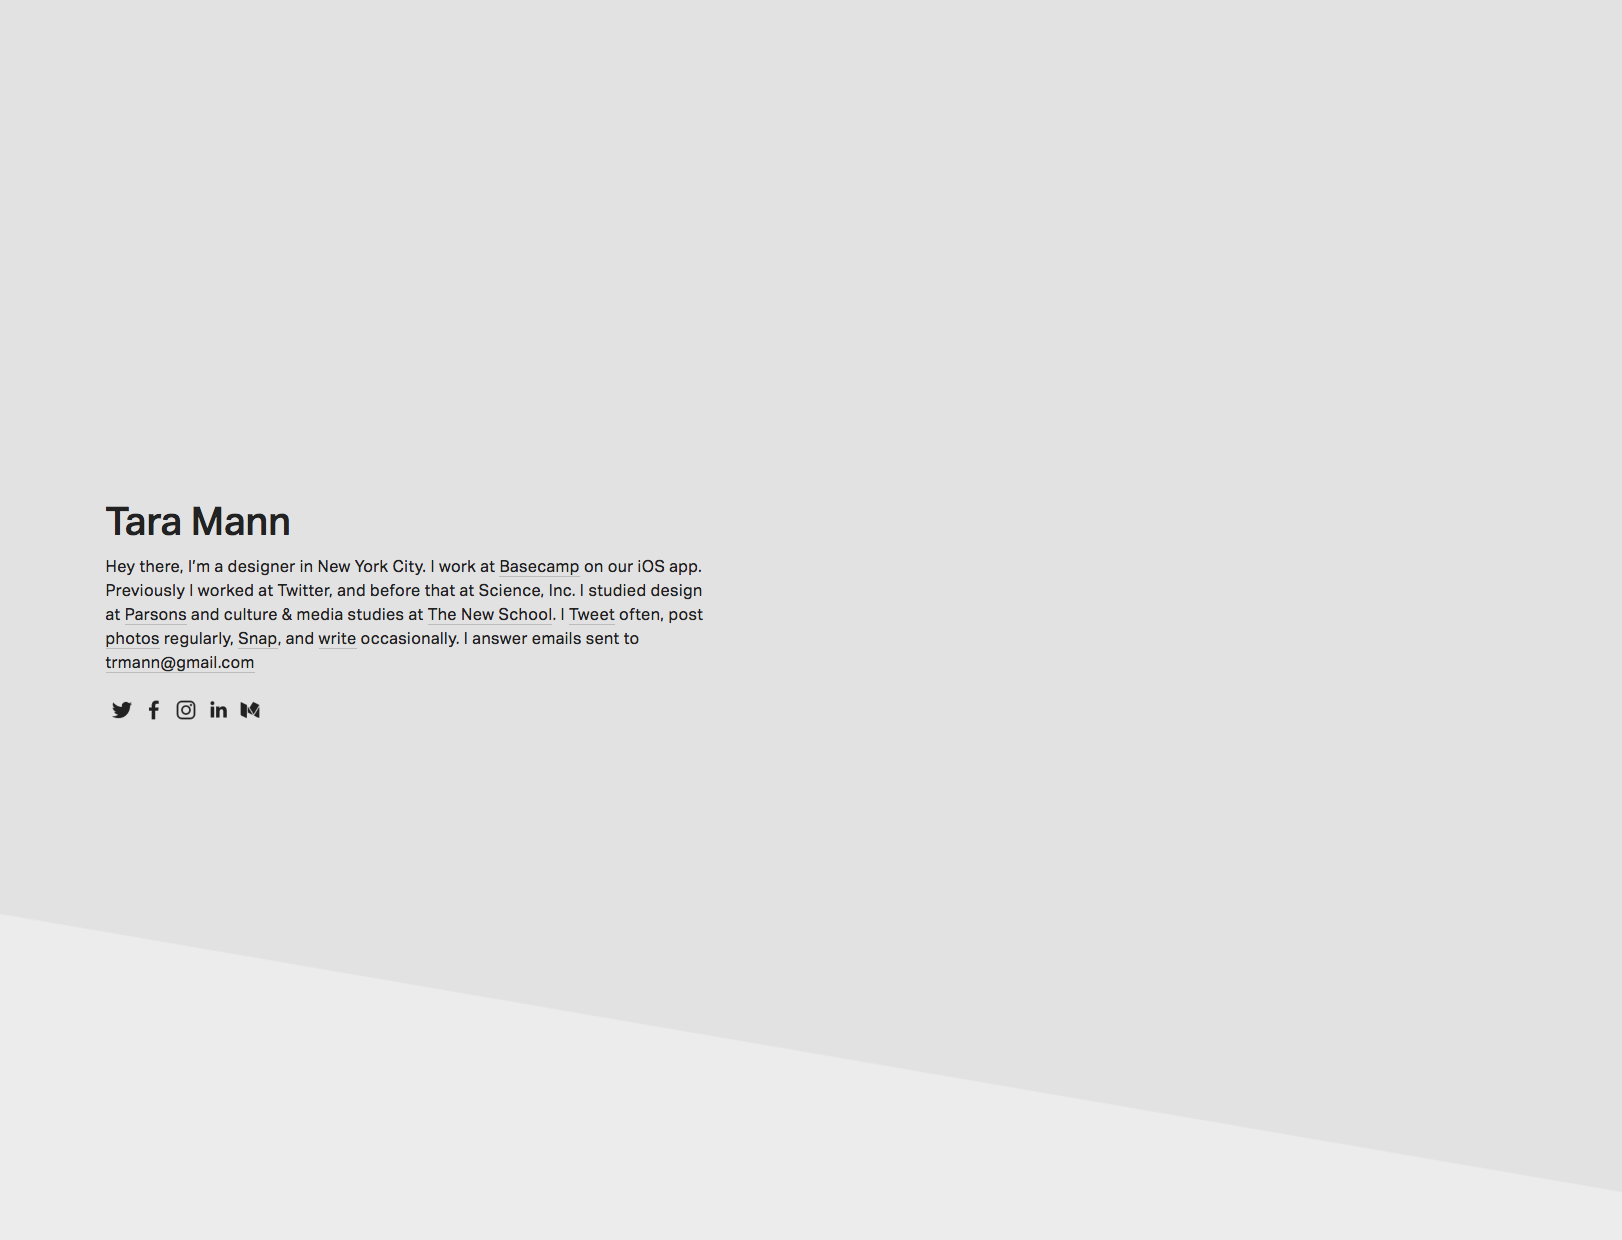 Tara Mann
Hey there, I’m a designer in New York City. I work at Basecamp on our iOS app.
Previously I worked at Twitter, and before that at Science, Inc. I studied design
at Parsons and culture & media studies at The New School. I Tweet often, post
photos regularly, Snap, and write occasionally. I answer emails sent to
trmann@gmail.com